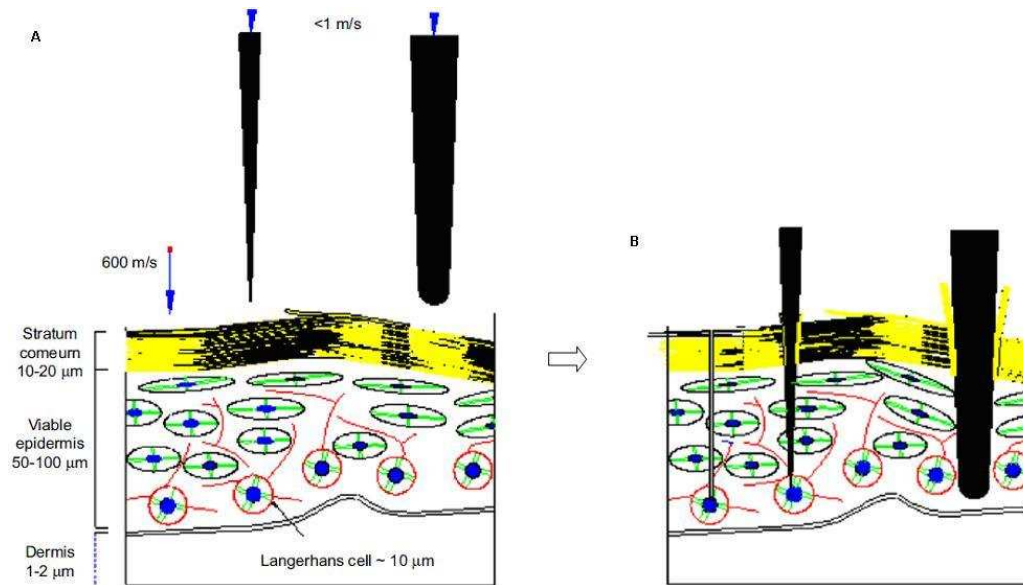 A
<1 m/s
600 m/s
B
Stratum
corneum
10-20 µm
Viable
epidermis
50-100 µm
Dermis
1-2 µm
Langerhans cell ~ 10 µm